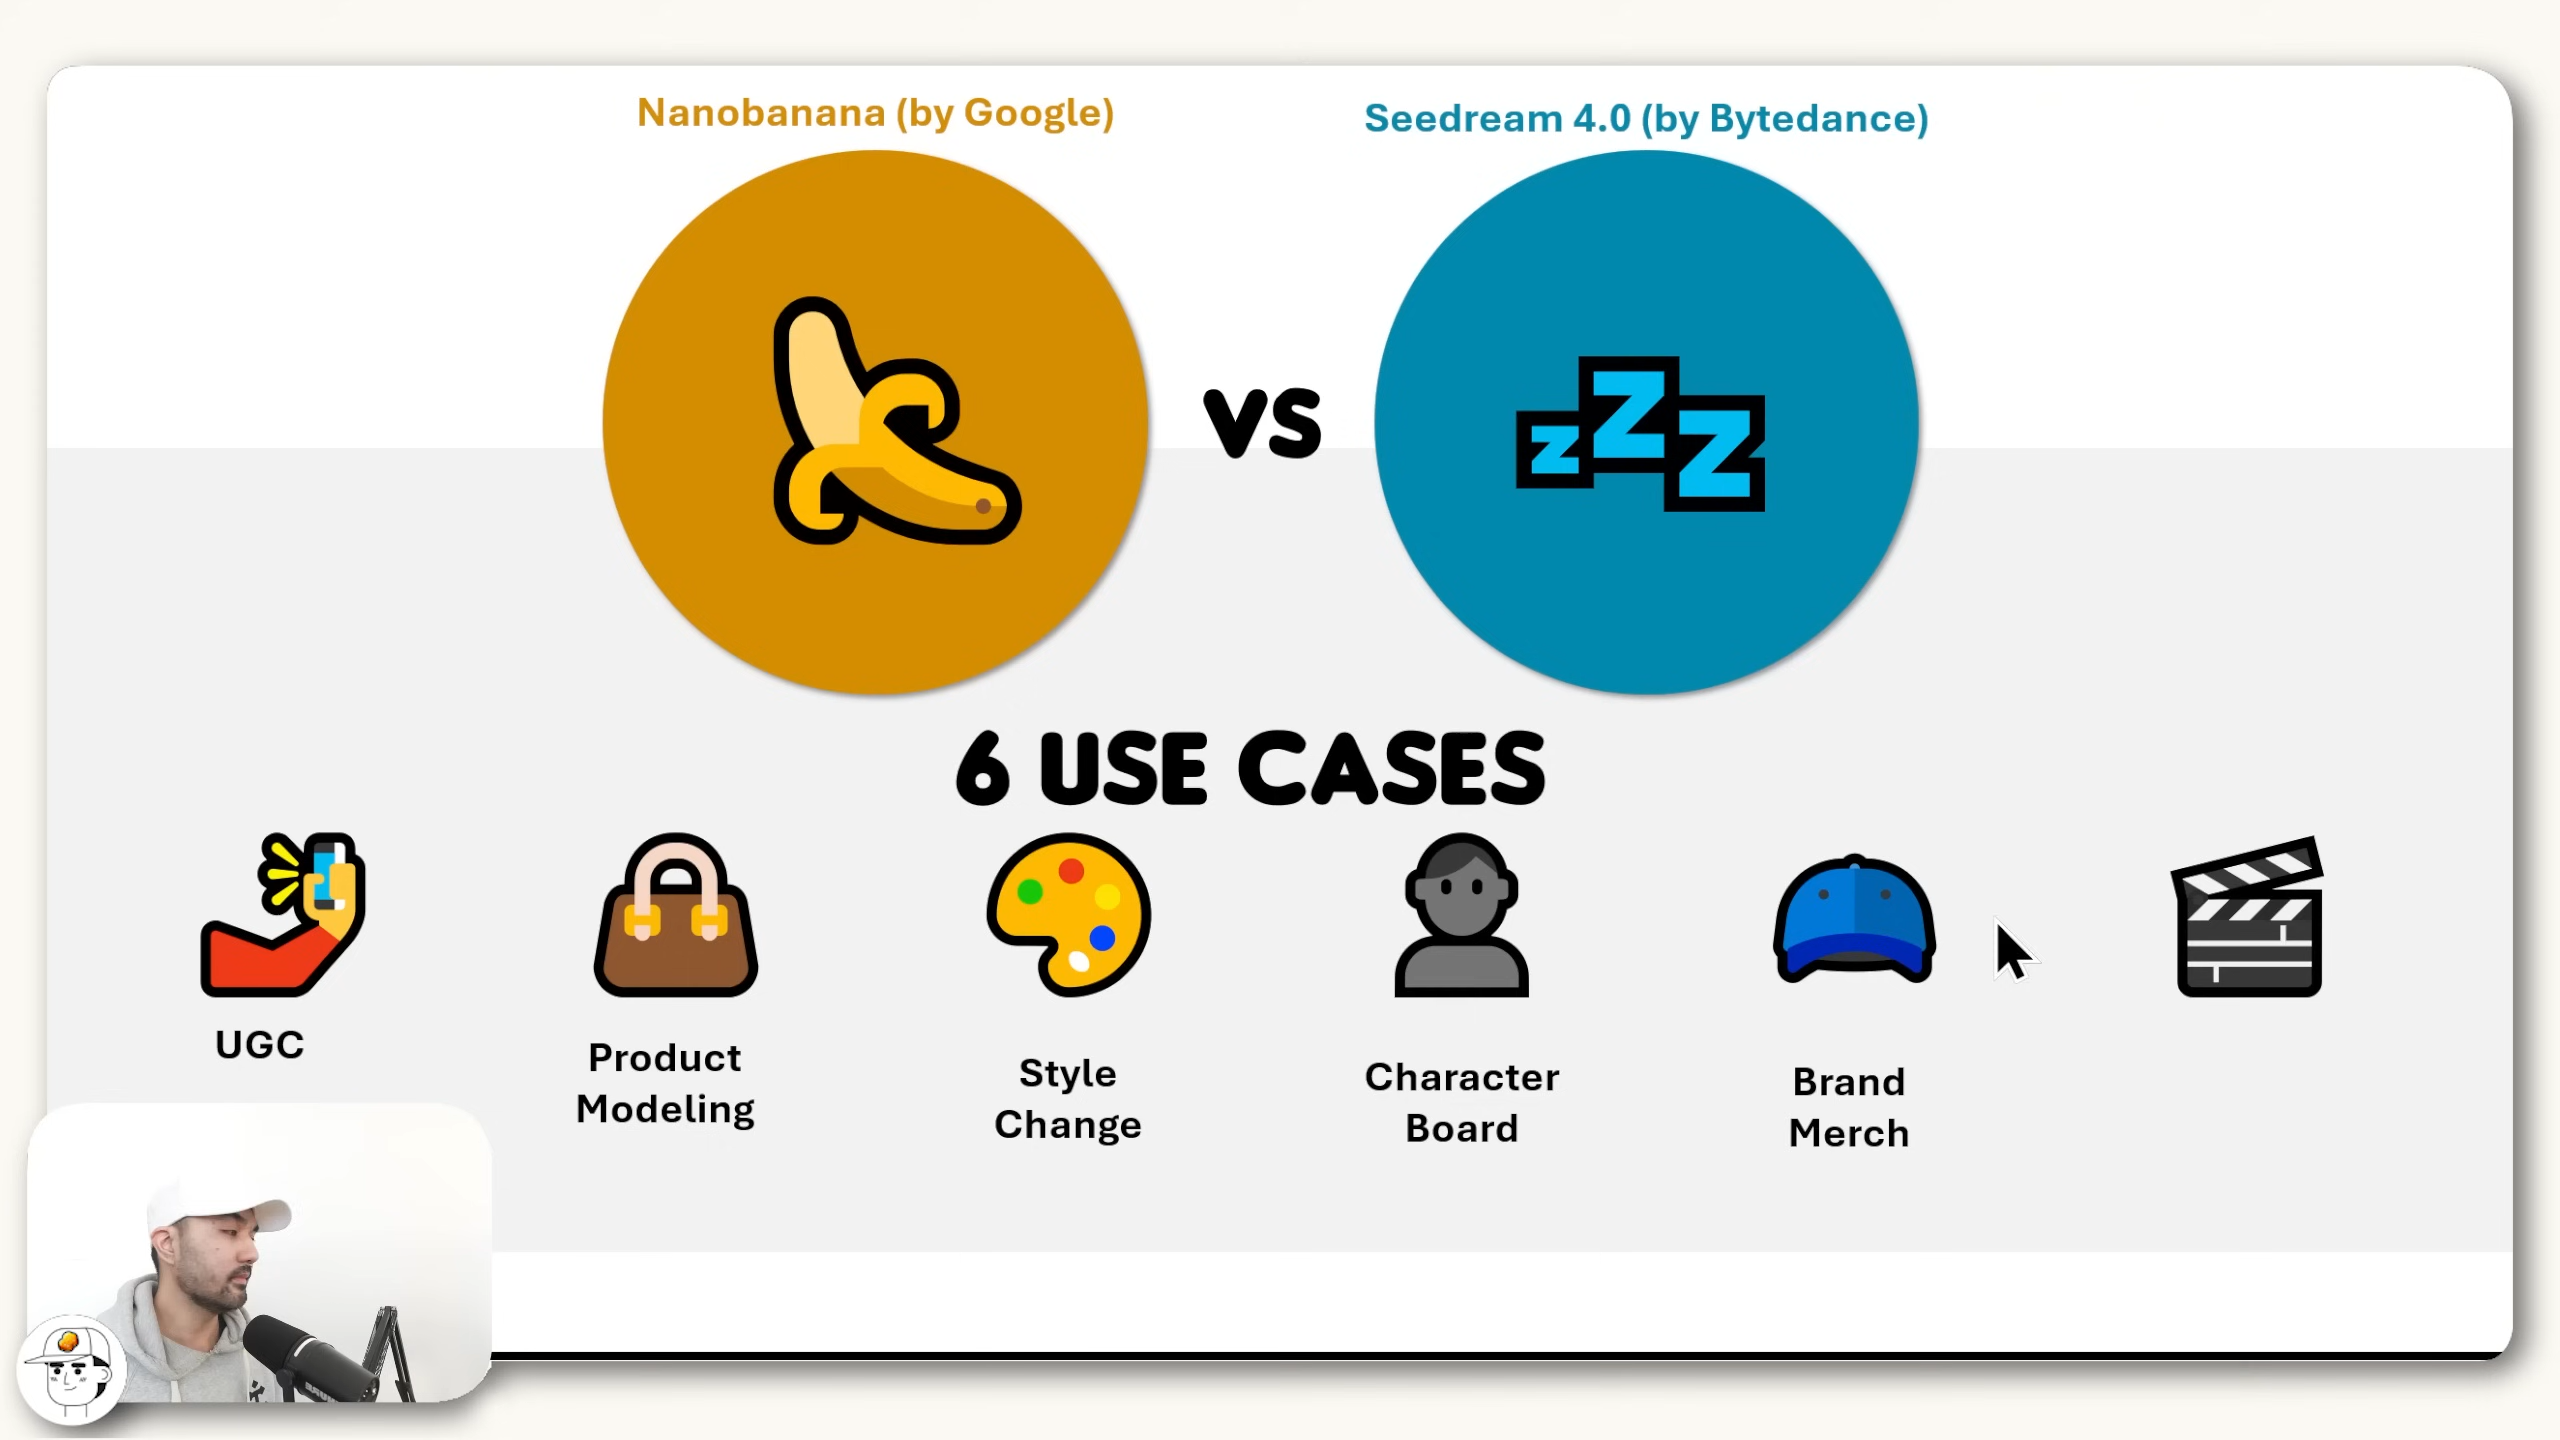 Nanobanana (by Google)
Seedream 4.0 (by Bytedance)
VS
zzz
6 USE CASES
UGC
Product
Modeling
Style
Change
Character
Board
Brand
Merch